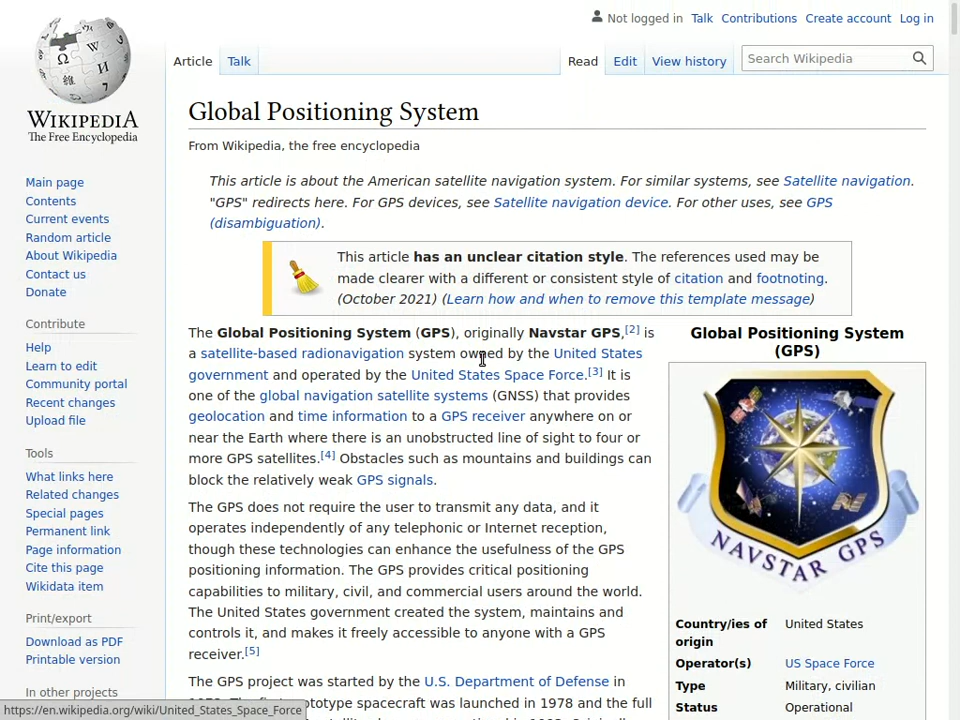 Not logged in Talk Contributions Create account Log in
Article Talk Read Edit View history Search Wikipedia
WIKIPEDIA
The Free Encyclopedia
Main page
Contents
Current events
Random article
About Wikipedia
Contact us
Donate
Contribute
Help
Learn to edit
Community portal
Recent changes
Upload file
Tools
What links here
Related changes
Special pages
Permanent link
Page information
Cite this page
Wikidata item
Print/export
Download as PDF
Printable version
In other projects
Global Positioning System
From Wikipedia, the free encyclopedia
This article is about the American satellite navigation system. For similar systems, see Satellite navigation.
"GPS" redirects here. For GPS devices, see Satellite navigation device. For other uses, see GPS
(disambiguation).
This article has an unclear citation style. The references used may be
made clearer with a different or consistent style of citation and footnoting.
(October 2021) (Learn how and when to remove this template message)
The Global Positioning System (GPS), originally Navstar GPS,[2] is
a satellite-based radionavigation system owned by the United States
government and operated by the United States Space Force.[3] It is
one of the global navigation satellite systems (GNSS) that provides
geolocation and time information to a GPS receiver anywhere on or
near the Earth where there is an unobstructed line of sight to four or
more GPS satellites.[4] Obstacles such as mountains and buildings can
block the relatively weak GPS signals.
The GPS does not require the user to transmit any data, and it
operates independently of any telephonic or Internet reception,
though these technologies can enhance the usefulness of the GPS
positioning information. The GPS provides critical positioning
capabilities to military, civil, and commercial users around the world.
The United States government created the system, maintains and
controls it, and makes it freely accessible to anyone with a GPS
receiver.[5]
The GPS project was started by the U.S. Department of Defense in
spacecraft was launched in 1978 and the full
Global Positioning System
(GPS)
NAVSTAR GPS
Country/ies of origin United States
Operator(s) US Space Force
Type Military, civilian
Status Operational
https://en.wikipedia.org/wiki/United_States_Space_Force